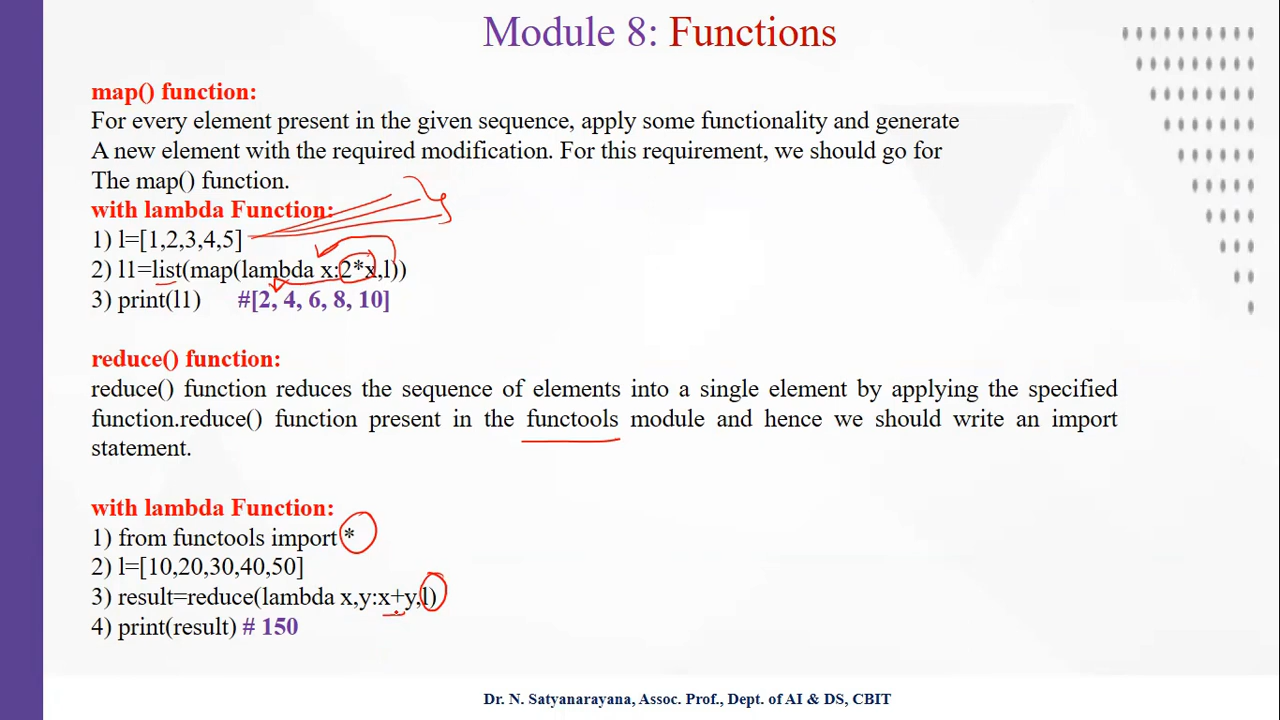 Module 8: Functions
map() function:
For every element present in the given sequence, apply some functionality and generate
A new element with the required modification. For this requirement, we should go for
The map() function.
with lambda Function:
1) l=[1,2,3,4,5]
2) l1=list(map(lambda x:2*x,l))
3) print(l1) #[2, 4, 6, 8, 10]
reduce() function:
reduce() function reduces the sequence of elements into a single element by applying the specified
function.reduce() function present in the functools module and hence we should write an import
statement.
with lambda Function:
1) from functools import *
2) l=[10,20,30,40,50]
3) result=reduce(lambda x,y:x+y,l)
4) print(result) # 150
Dr. N. Satyanarayana, Assoc. Prof., Dept. of AI & DS, CBIT